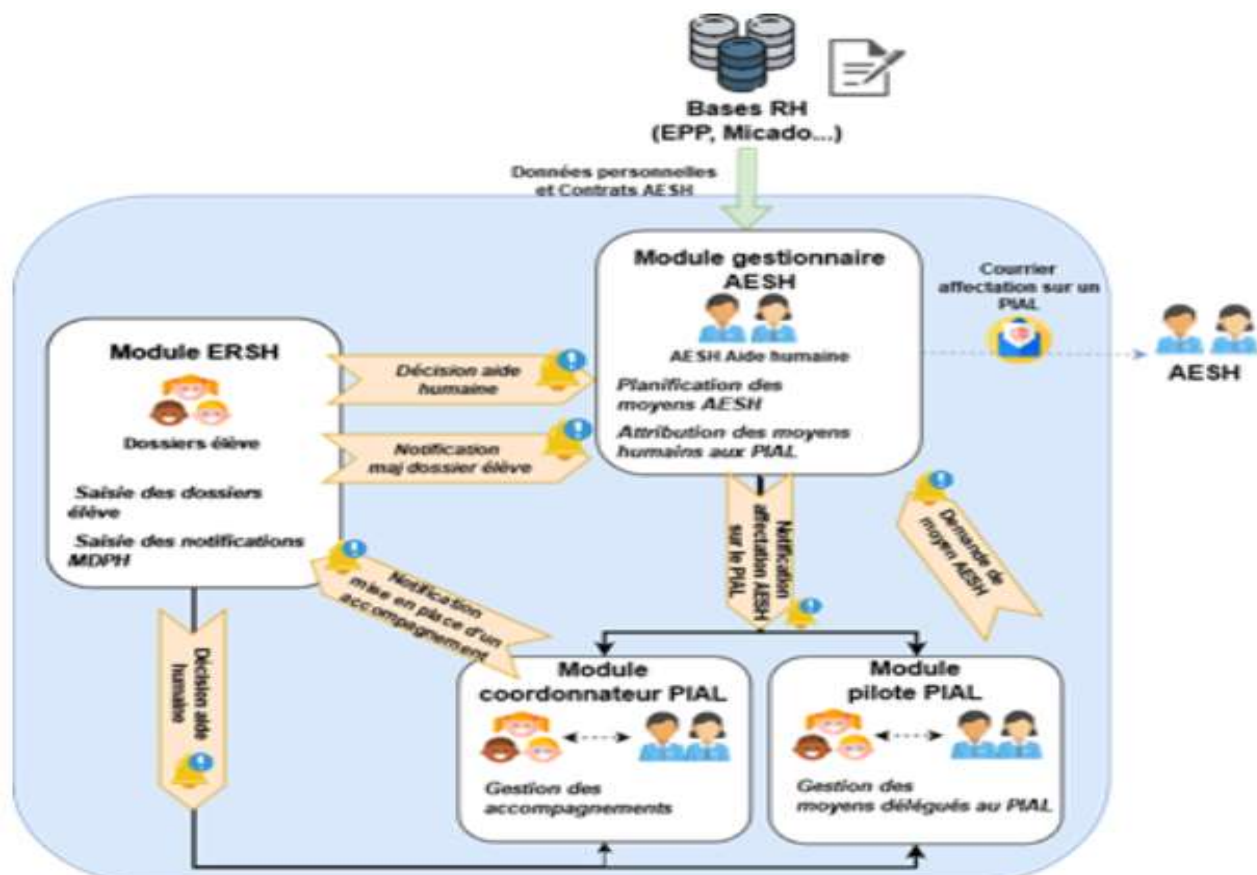 Bases RH
(EPP, Micado...)
Données personnelles
et Contrats AESH
Module gestionnaire
AESH
AESH Aide humaine
Planification des
moyens AESH
Attribution des moyens
humains aux PIAL
Courrier
affectation sur un
PIAL
AESH
Module ERSH
Dossiers élève
Saisie des dossiers
élève
Saisie des notifications
MDPH
Décision aide
humaine
Notification
maj dossier élève
Notification
mise en place d'un
accompagnement
Notification
affectation AESH
sur le PIAL
Demande de
moyen AESH
Décision aide
humaine
Module
coordonnateur PIAL
Gestion des
accompagnements
Module
pilote PIAL
Gestion des
moyens délégués au PIAL